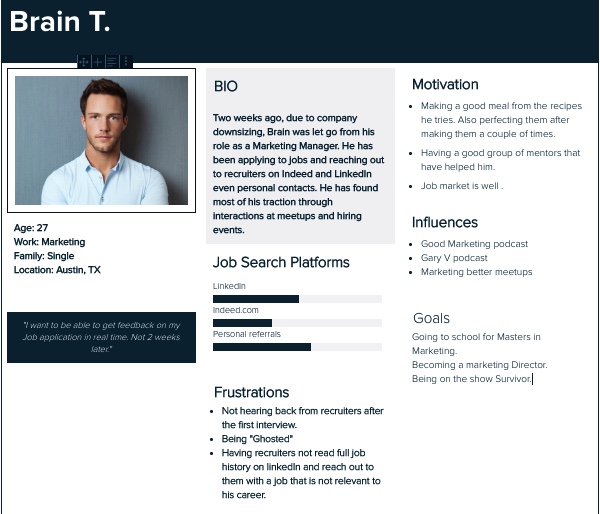 Brain T.
Age: 27
Work: Marketing
Family: Single
Location: Austin, TX
"I want to be able to get feedback on my
Job application in real time. Not 2 weeks
later."
BIO
Two weeks ago, due to company
downsizing, Brain was let go from his
role as a Marketing Manager. He has
been applying to jobs and reaching out
to recruiters on Indeed and LinkedIn
even personal contacts. He has found
most of his traction through
interactions at meetups and hiring
events.
Job Search Platforms
LinkedIn
Indeed.com
Personal referrals
Frustrations
• Not hearing back from recruiters after
the first interview.
• Being "Ghosted"
• Having recruiters not read full job
history on linkedIn and reach out to
them with a job that is not relevant to
his career.
Motivation
• Making a good meal from the recipes
he tries. Also perfecting them after
making them a couple of times.
• Having a good group of mentors that
have helped him.
• Job market is well .
Influences
• Good Marketing podcast
• Gary V podcast
• Marketing better meetups
Goals
Going to school for Masters in
Marketing.
Becoming a marketing Director.
Being on the show Survivor.